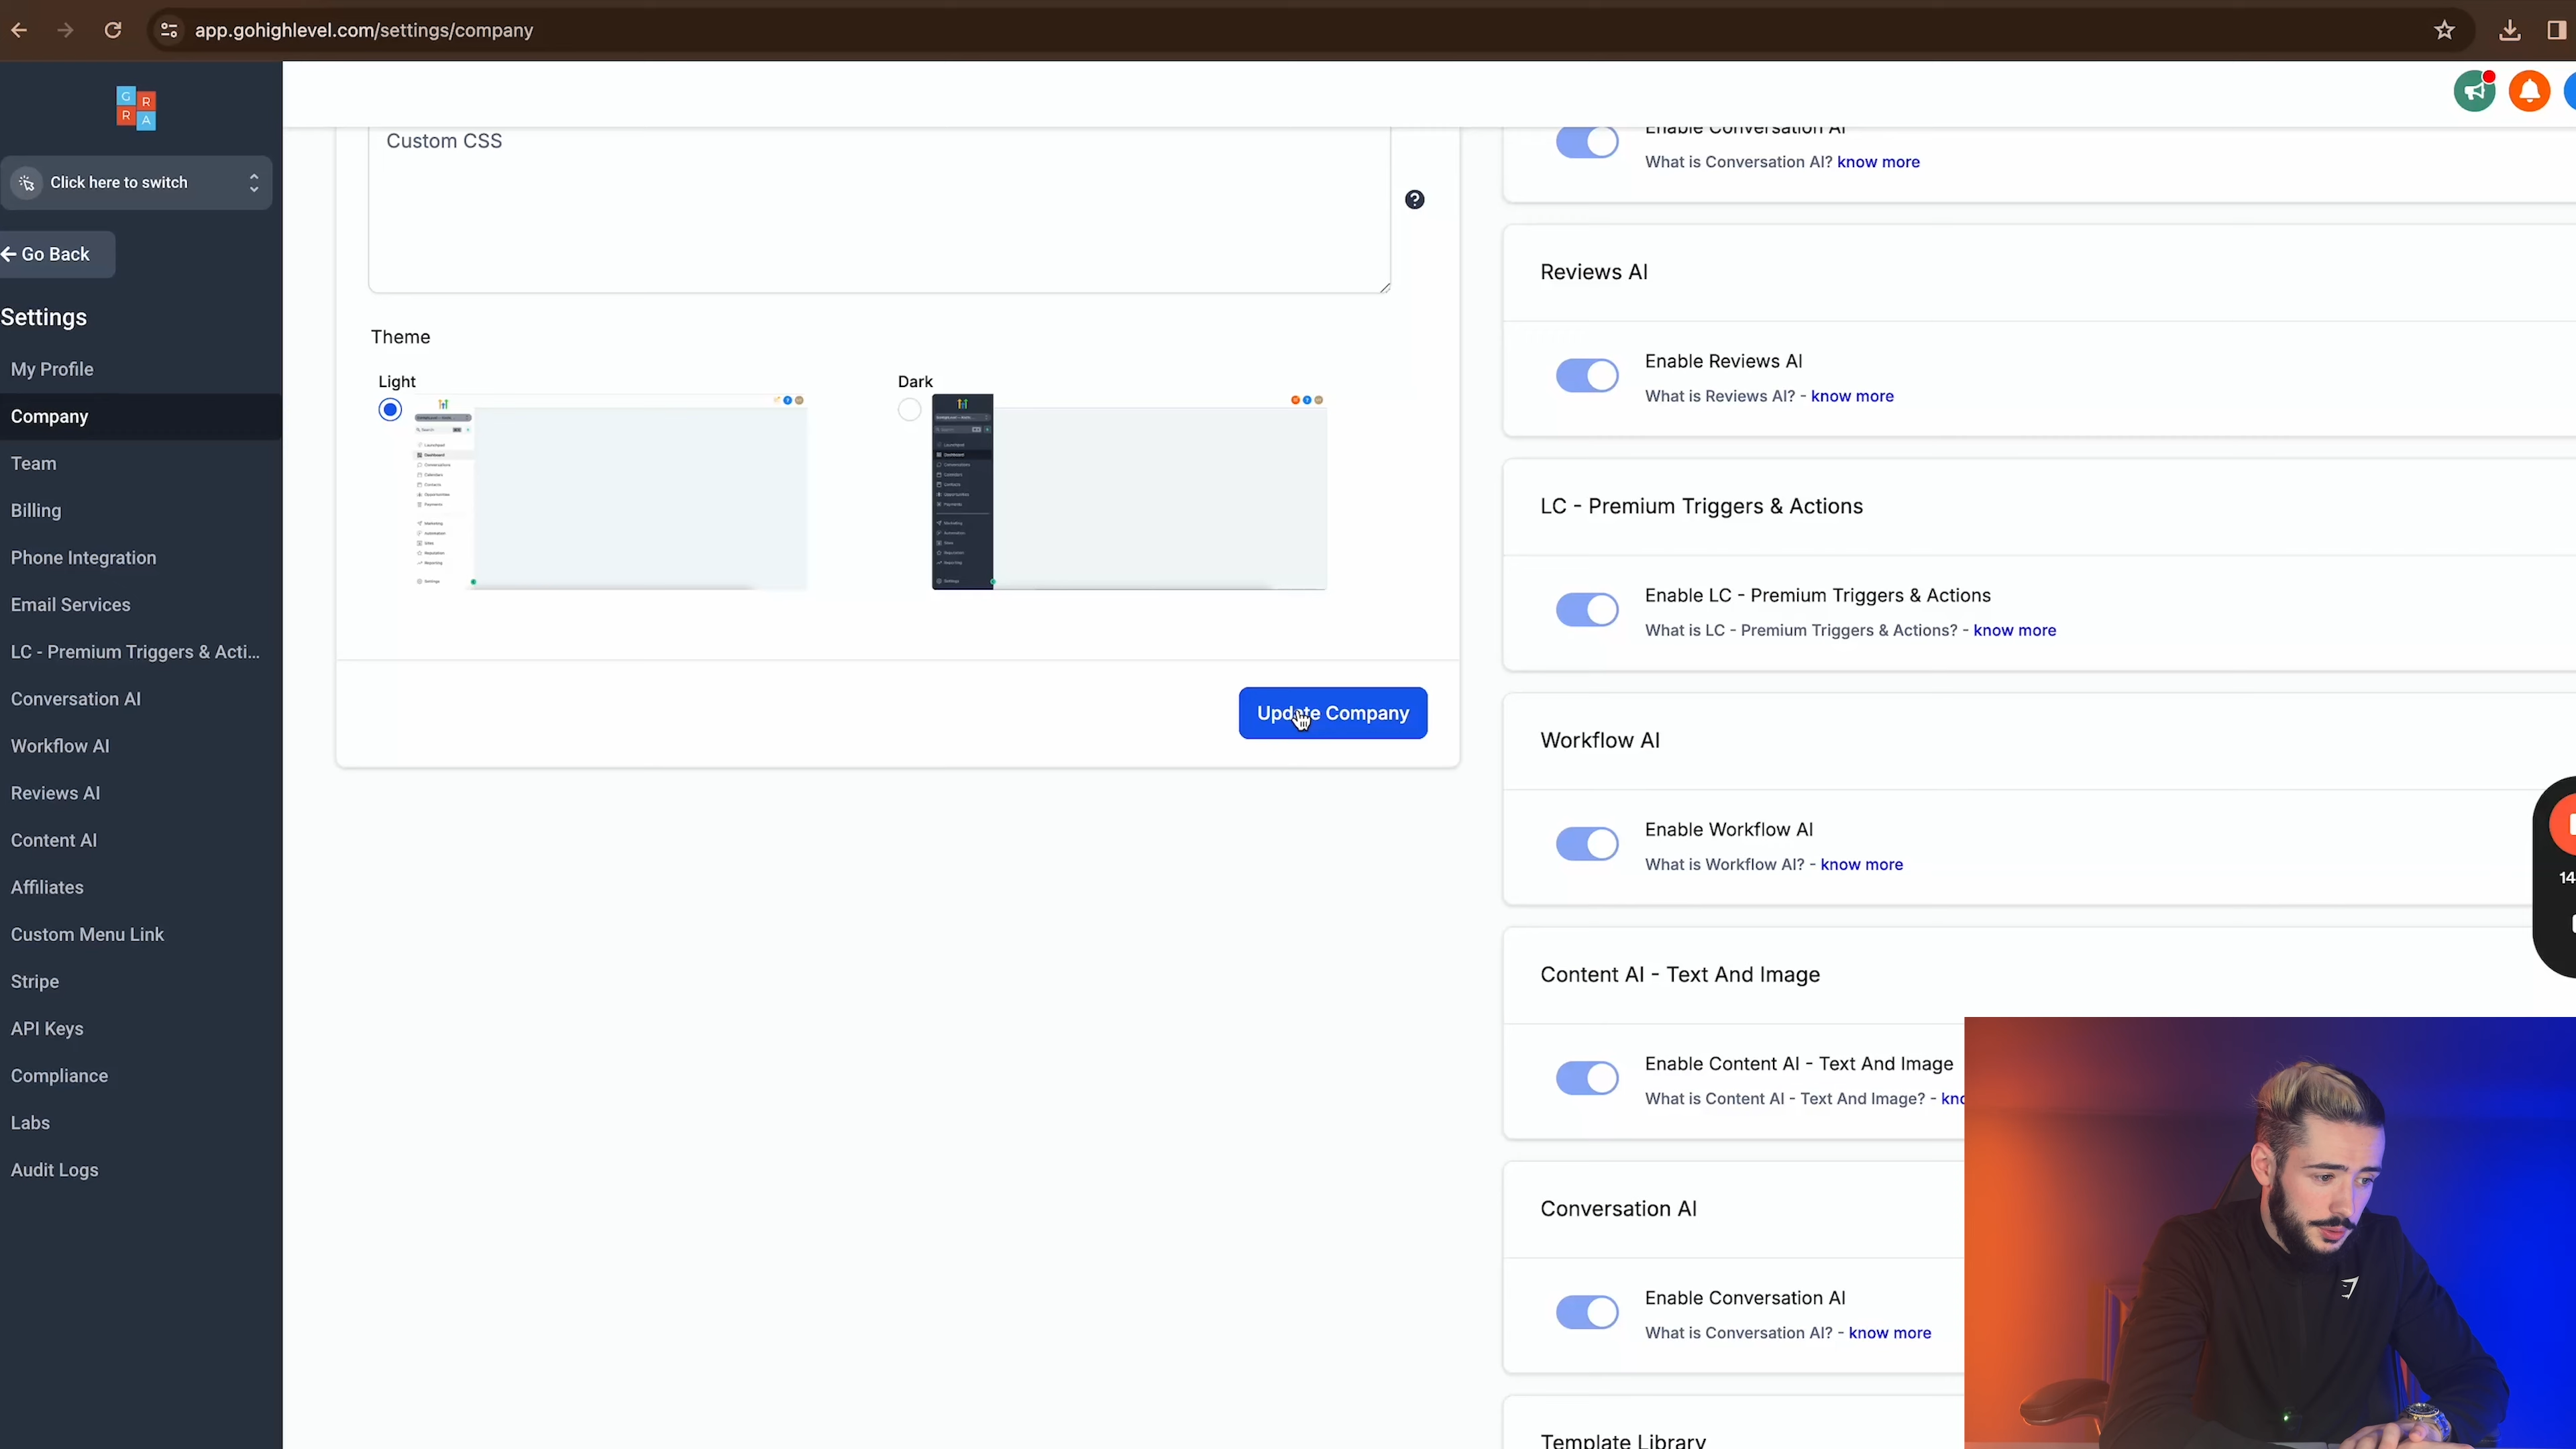 app.gohighlevel.com/settings/company
G
R
R
A
Click here to switch
Go Back
Settings
My Profile
Company
Team
Billing
Phone Integration
Email Services
LC - Premium Triggers & Acti...
Conversation AI
Workflow AI
Reviews AI
Content AI
Affiliates
Custom Menu Link
Stripe
API Keys
Compliance
Labs
Audit Logs
Custom CSS
?
Theme
Light
Dark
Update Company
Enable Conversation AI
What is Conversation AI? know more
Reviews AI
Enable Reviews AI
What is Reviews AI? - know more
LC - Premium Triggers & Actions
Enable LC - Premium Triggers & Actions
What is LC - Premium Triggers & Actions? - know more
Workflow AI
Enable Workflow AI
What is Workflow AI? - know more
Content AI - Text And Image
Enable Content AI - Text And Image
What is Content AI - Text And Image? - kno
Conversation AI
Enable Conversation AI
What is Conversation AI? - know more
Template Library
14